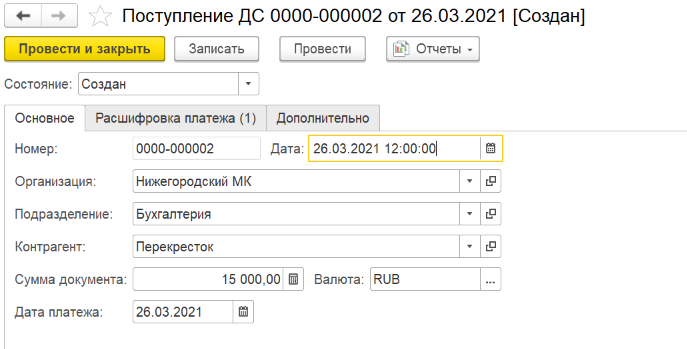 Поступление ДС 0000-000002 от 26.03.2021 [Создан]
Провести и закрыть Записать Провести Отчеты
Состояние: Создан
Основное Расшифровка платежа (1) Дополнительно
Номер: 0000-000002 Дата: 26.03.2021 12:00:00
Организация: Нижегородский МК
Подразделение: Бухгалтерия
Контрагент: Перекресток
Сумма документа: 15 000,00 Валюта: RUB ...
Дата платежа: 26.03.2021